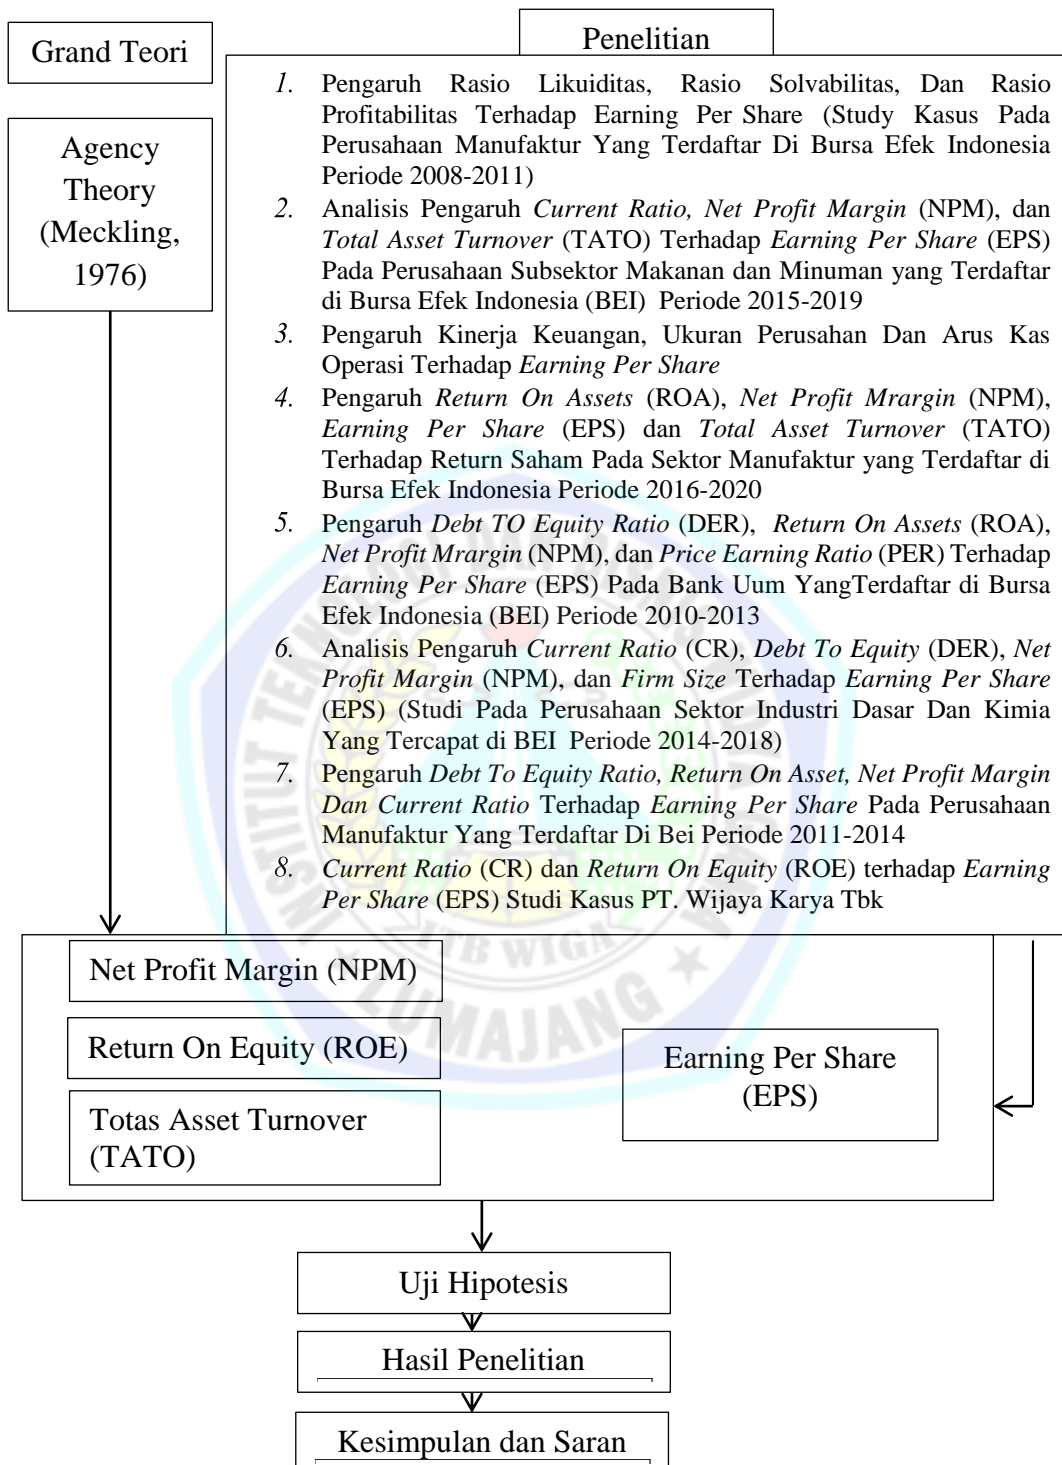 Grand Teori
Agency
Theory
(Meckling,
1976)
Penelitian
1. Pengaruh Rasio Likuiditas, Rasio Solvabilitas, Dan Rasio
Profitabilitas Terhadap Earning Per Share (Study Kasus Pada
Perusahaan Manufaktur Yang Terdaftar Di Bursa Efek Indonesia
Periode 2008-2011)
2. Analisis Pengaruh Current Ratio, Net Profit Margin (NPM), dan
Total Asset Turnover (TATO) Terhadap Earning Per Share (EPS)
Pada Perusahaan Subsektor Makanan dan Minuman yang Terdaftar
di Bursa Efek Indonesia (BEI) Periode 2015-2019
3. Pengaruh Kinerja Keuangan, Ukuran Perusahan Dan Arus Kas
Operasi Terhadap Earning Per Share
4. Pengaruh Return On Assets (ROA), Net Profit Mrargin (NPM),
Earning Per Share (EPS) dan Total Asset Turnover (TATO)
Terhadap Return Saham Pada Sektor Manufaktur yang Terdaftar di
Bursa Efek Indonesia Periode 2016-2020
5. Pengaruh Debt TO Equity Ratio (DER), Return On Assets (ROA),
Net Profit Mrargin (NPM), dan Price Earning Ratio (PER) Terhadap
Earning Per Share (EPS) Pada Bank Uum YangTerdaftar di Bursa
Efek Indonesia (BEI) Periode 2010-2013
6. Analisis Pengaruh Current Ratio (CR), Debt To Equity (DER), Net
Profit Margin (NPM), dan Firm Size Terhadap Earning Per Share
(EPS) (Studi Pada Perusahaan Sektor Industri Dasar Dan Kimia
Yang Tercapat di BEI Periode 2014-2018)
7. Pengaruh Debt To Equity Ratio, Return On Asset, Net Profit Margin
Dan Current Ratio Terhadap Earning Per Share Pada Perusahaan
Manufaktur Yang Terdaftar Di Bei Periode 2011-2014
8. Current Ratio (CR) dan Return On Equity (ROE) terhadap Earning
Per Share (EPS) Studi Kasus PT. Wijaya Karya Tbk
Net Profit Margin (NPM)
Return On Equity (ROE)
Totas Asset Turnover
(TATO)
Earning Per Share
(EPS)
Uji Hipotesis
Hasil Penelitian
Kesimpulan dan Saran
INSTITUT TEKNOLOGI DAN BISNIS
ITB WIGA
LUMAJANG